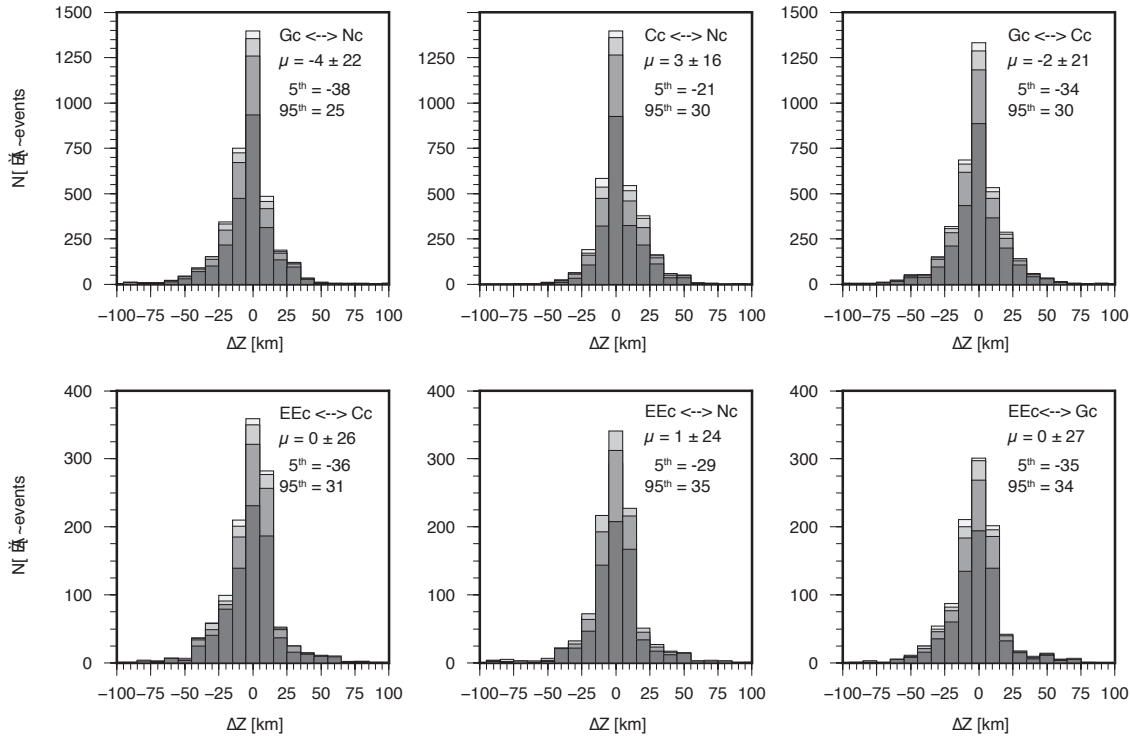 1500
1250
1000
750
500
250
0
−100 −75 −50 −25 0 25 50 75 100
ΔZ [km]
Gc <--> Nc
µ = -4 ± 22
5th = -38
95th = 25
1250
1000
750
500
250
0
−100 −75 −50 −25 0 25 50 75 100
ΔZ [km]
Cc <--> Nc
µ = 3 ± 16
5th = -21
95th = 30
1500
1250
1000
750
500
250
0
−100 −75 −50 −25 0 25 50 75 100
ΔZ [km]
Gc <--> Cc
µ = -2 ± 21
5th = -34
95th = 30
~events
400
300
200
100
0
−100 −75 −50 −25 0 25 50 75 100
ΔZ [km]
EEc <--> Cc
µ = 0 ± 26
5th = -36
95th = 31
400
300
200
100
0
−100 −75 −50 −25 0 25 50 75 100
ΔZ [km]
EEc <--> Nc
µ = 1 ± 24
5th = -29
95th = 35
400
300
200
100
0
−100 −75 −50 −25 0 25 50 75 100
ΔZ [km]
EEc<--> Gc
µ = 0 ± 27
5th = -35
95th = 34
~events